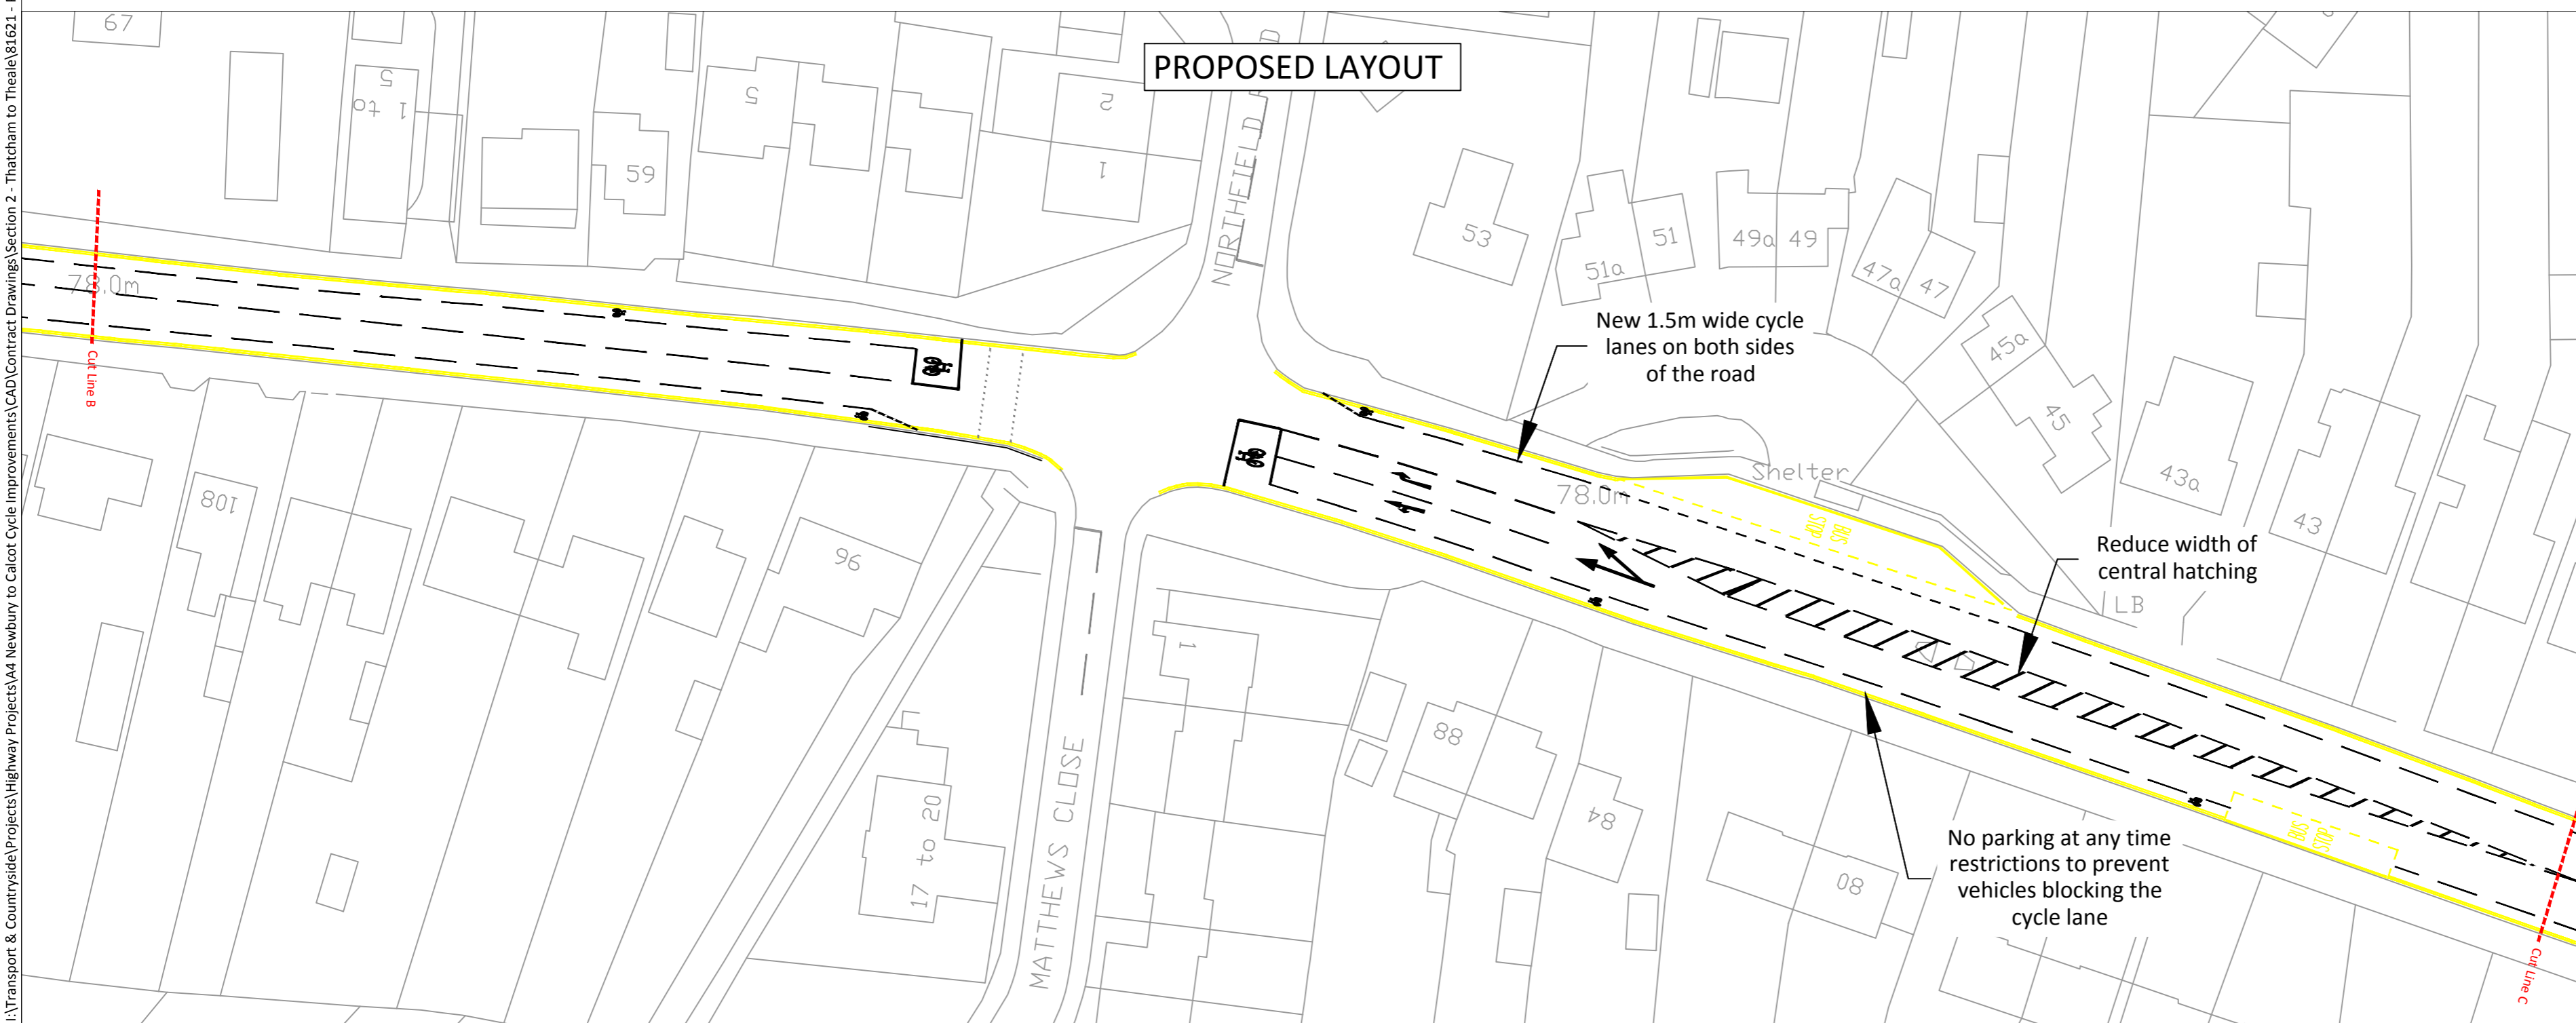 I:\Transport & Countryside\Projects\Highway Projects\A4 Newbury to Calcot Cycle Improvements\CAD\Contract Drawings\Section 2 - Thatcham to Theale\81621 -
PROPOSED LAYOUT
67
1 to 5
59
5
2
1
NORTHFIELD
53
51a
51
49a
49
47a
47
45a
45
43a
43
78.0m
Cut Line B
New 1.5m wide cycle
lanes on both sides
of the road
78.0m
Shelter
BUS
STOP
LB
Reduce width of
central hatching
108
96
17 to 20
MATTHEWS CLOSE
1
88
84
80
BUS
STOP
No parking at any time
restrictions to prevent
vehicles blocking the
cycle lane
Cut Line C